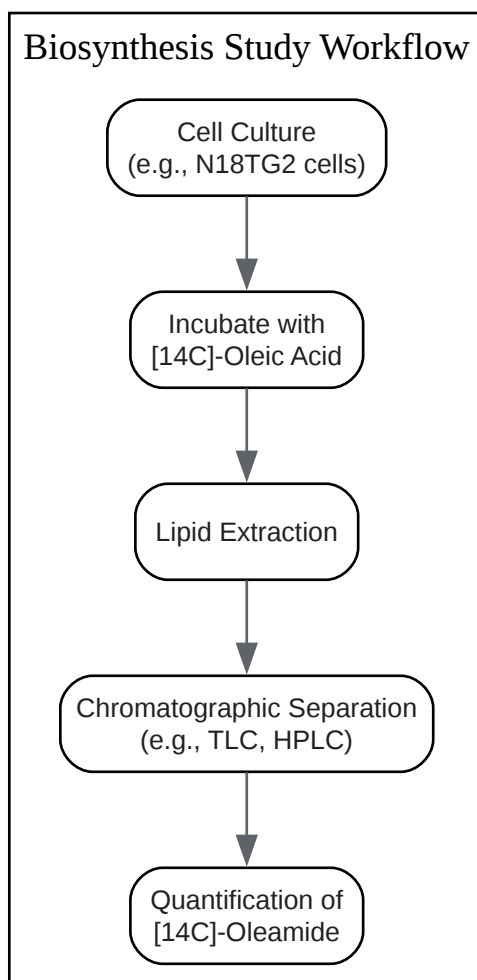 Biosynthesis Study Workflow
Cell Culture
(e.g., N18TG2 cells)
Incubate with
[14C]-Oleic Acid
Lipid Extraction
Chromatographic Separation
(e.g., TLC, HPLC)
Quantification of
[14C]-Oleamide